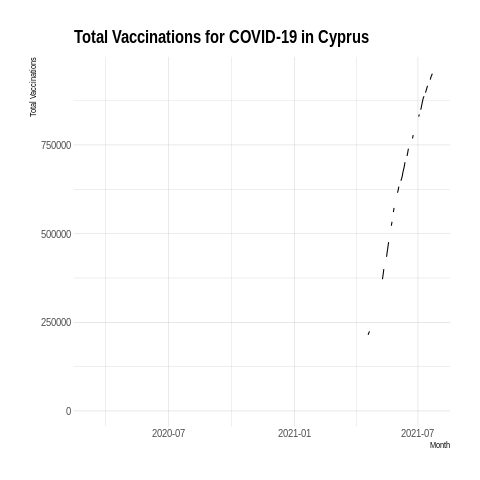 Total Vaccinations for COVID-19 in Cyprus
Total Vaccinations
750000
500000
250000
0
2020-07
2021-01
2021-07
Month